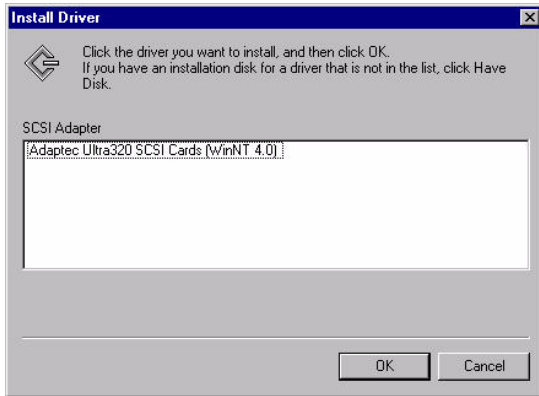 Install Driver
Click the driver you want to install, and then click OK.
If you have an installation disk for a driver that is not in the list, click Have
Disk.
SCSI Adapter
Adaptec Ultra320 SCSI Cards (WinNT 4.0)
OK
Cancel